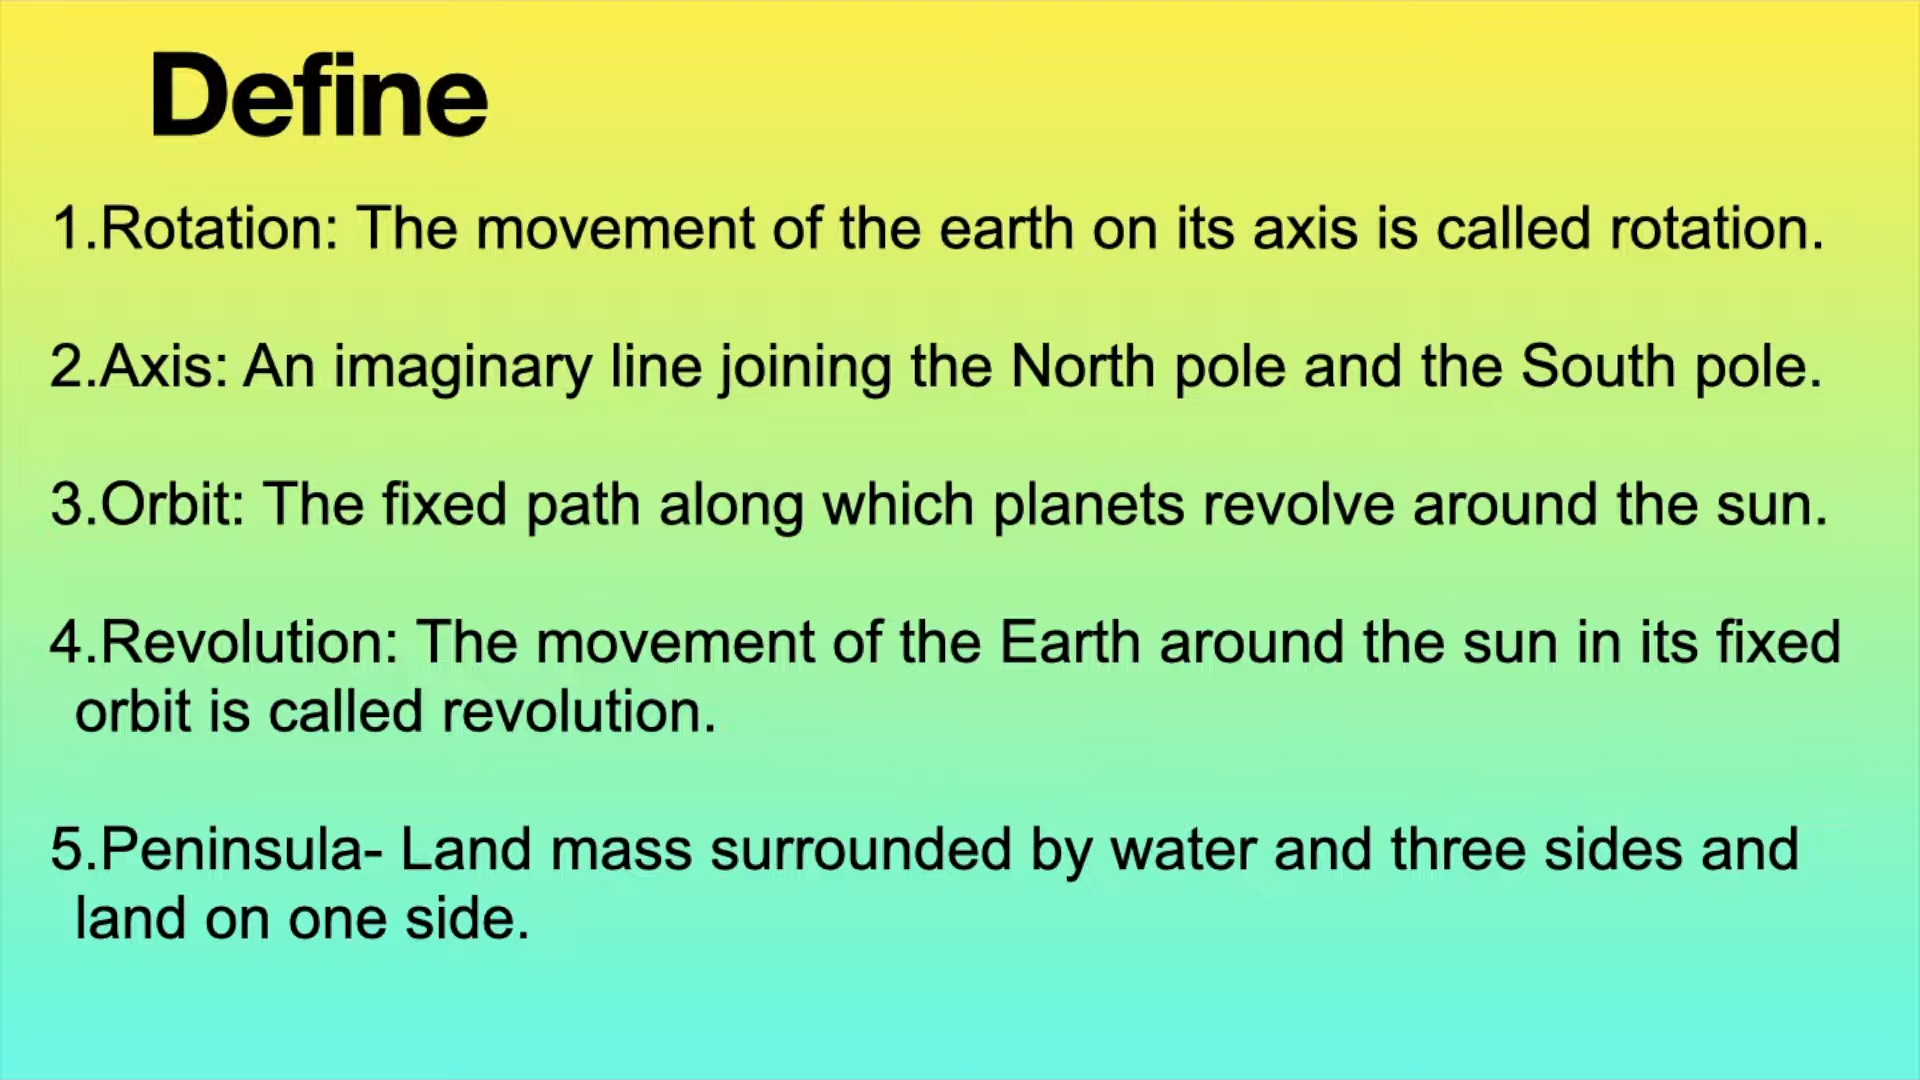 Define
1.Rotation: The movement of the earth on its axis is called rotation.
2.Axis: An imaginary line joining the North pole and the South pole.
3.Orbit: The fixed path along which planets revolve around the sun.
4.Revolution: The movement of the Earth around the sun in its fixed
orbit is called revolution.
5.Peninsula- Land mass surrounded by water and three sides and
land on one side.